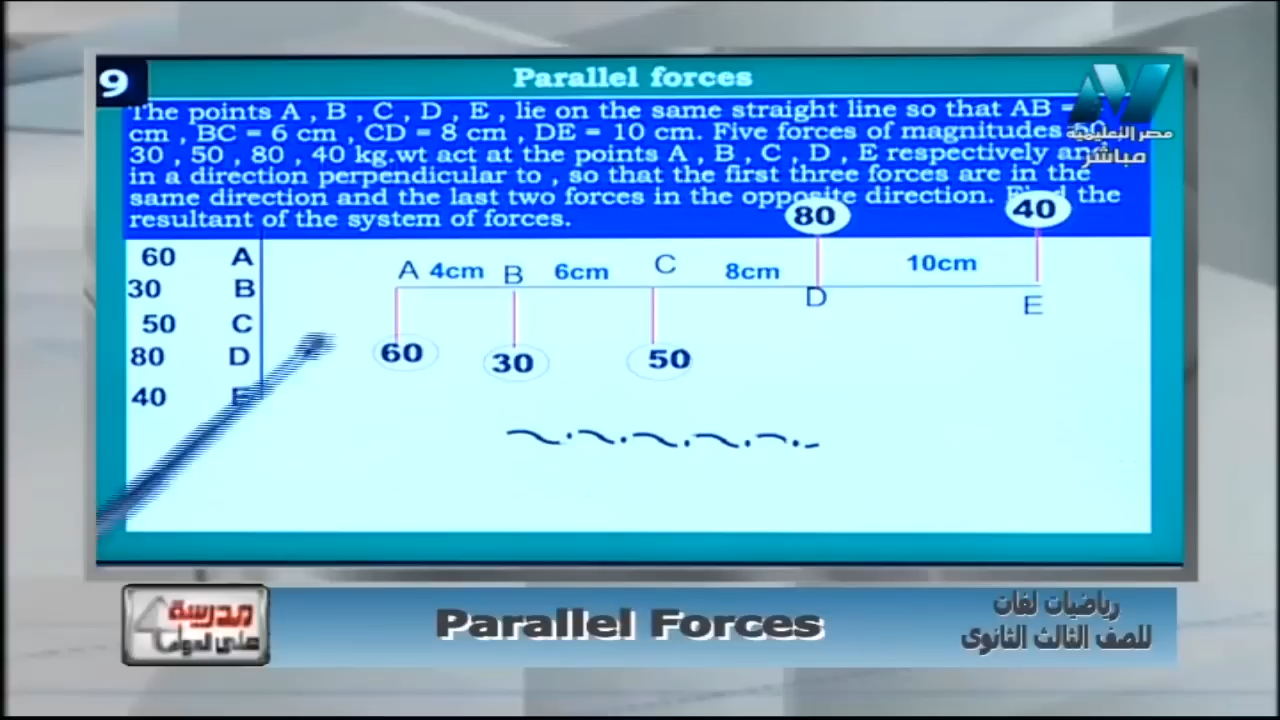 9
Parallel forces
The points A , B , C , D , E , lie on the same straight line so that AB =
cm , BC = 6 cm , CD = 8 cm , DE = 10 cm. Five forces of magnitudes
30 , 50 , 80 , 40 kg.wt act at the points A , B , C , D , E respectively
in a direction perpendicular to , so that the first three forces are in the
same direction and the last two forces in the opposite direction. the
resultant of the system of forces.
مصر التعليمية
مباشر
80
40
60 A
30 B
50 C
80 D
40 E
A 4cm B 6cm C 8cm 10cm
D
E
60
30
50
مدرسة
على الهواء
Parallel Forces
رياضيات لغات
للصف الثالث الثانوى